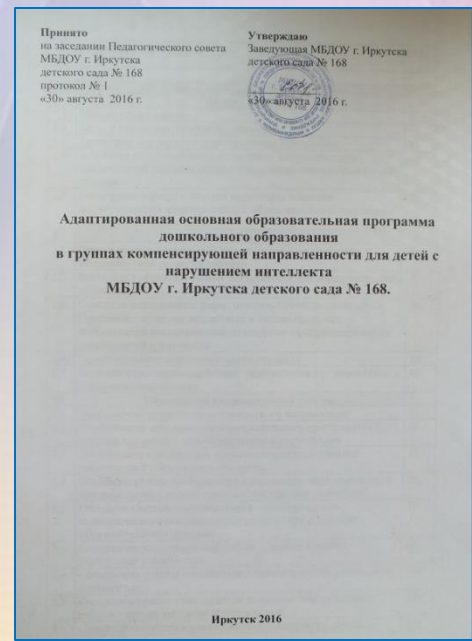 Принято
на заседании Педагогического совета
МБДОУ г. Иркутска
детского сада № 168
протокол № 1
«30» августа 2016 г.
Утверждаю
Заведующая МБДОУ г. Иркутска
детского сада № 168
«30» августа 2016 г.
Адаптированная основная образовательная программа
дошкольного образования
в группах компенсирующей направленности для детей с
нарушением интеллекта
МБДОУ г. Иркутска детского сада № 168.
Иркутск 2016